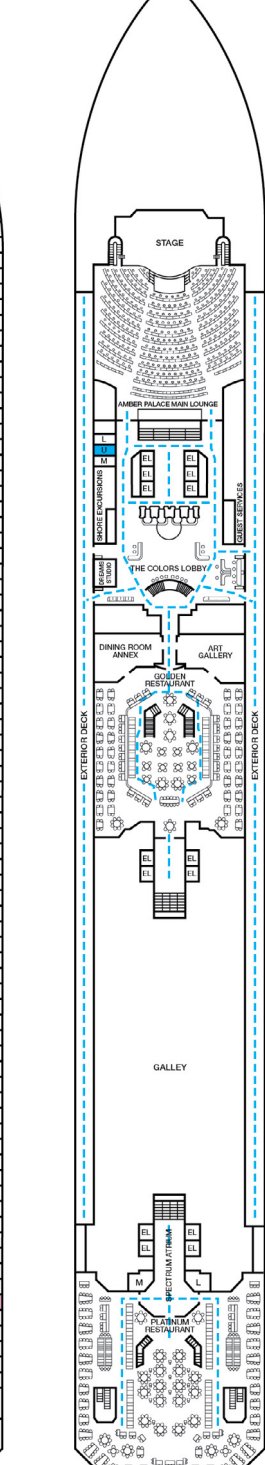 STAGE
AMBER PALACE MAIN LOUNGE
L
U
M
EL EL
EL EL
EL EL
SHORE EXCURSIONS
GUEST SERVICES
DREAMS
STUDIO
THE COLORS LOBBY
DINING ROOM
ANNEX
ART
GALLERY
GOLDEN
RESTAURANT
EXTERIOR DECK
EXTERIOR DECK
EL EL
EL EL
GALLEY
EL EL
EL EL
SPECTRUM ATRIUM
M L
PLATINUM
RESTAURANT